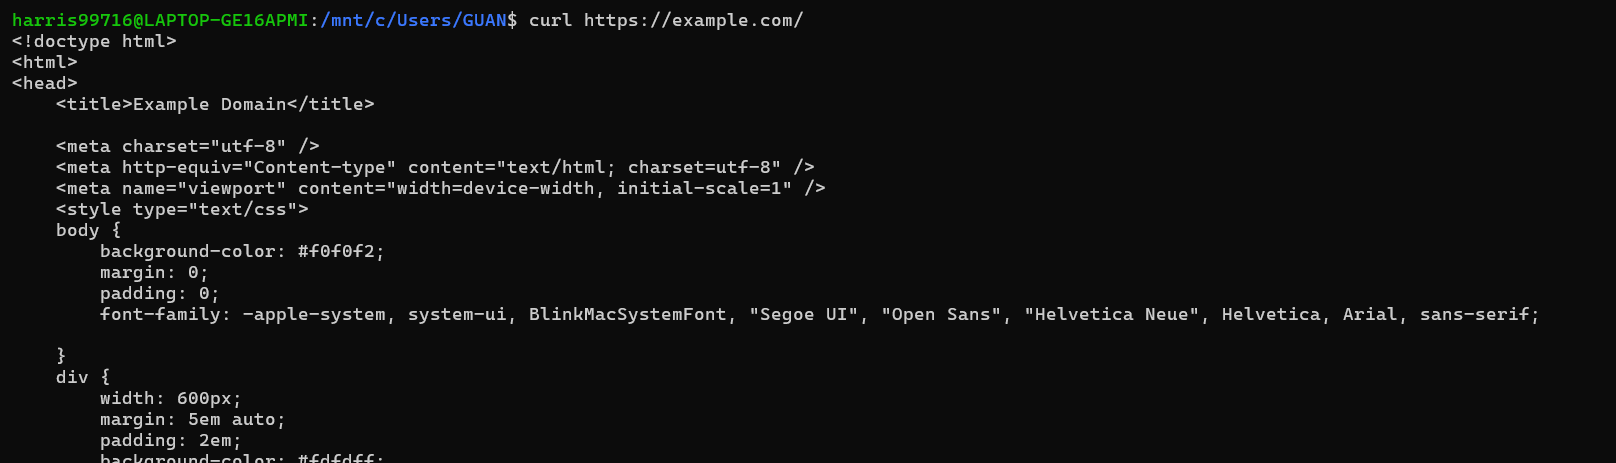 harris99716@LAPTOP-GE16APMI:/mnt/c/Users/GUAN$ curl https://example.com/
<!doctype html>
<html>
<head>
    <title>Example Domain</title>

    <meta charset="utf-8" />
    <meta http-equiv="Content-type" content="text/html; charset=utf-8" />
    <meta name="viewport" content="width=device-width, initial-scale=1" />
    <style type="text/css">
    body {
        background-color: #f0f0f2;
        margin: 0;
        padding: 0;
        font-family: -apple-system, system-ui, BlinkMacSystemFont, "Segoe UI", "Open Sans", "Helvetica Neue", Helvetica, Arial, sans-serif;

    }
    div {
        width: 600px;
        margin: 5em auto;
        padding: 2em;
        background-color: #fdfdff;